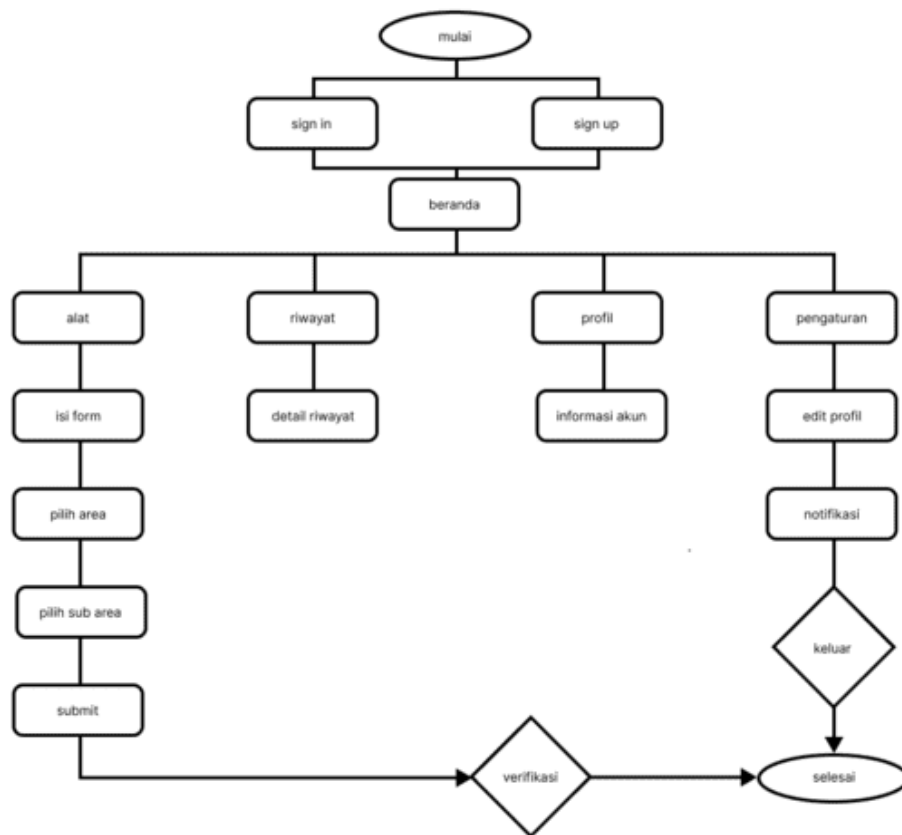 mulai
sign in
sign up
beranda
alat
riwayat
profil
pengaturan
isi form
detail riwayat
informasi akun
edit profil
pilih area
notifikasi
pilih sub area
keluar
submit
verifikasi
selesai